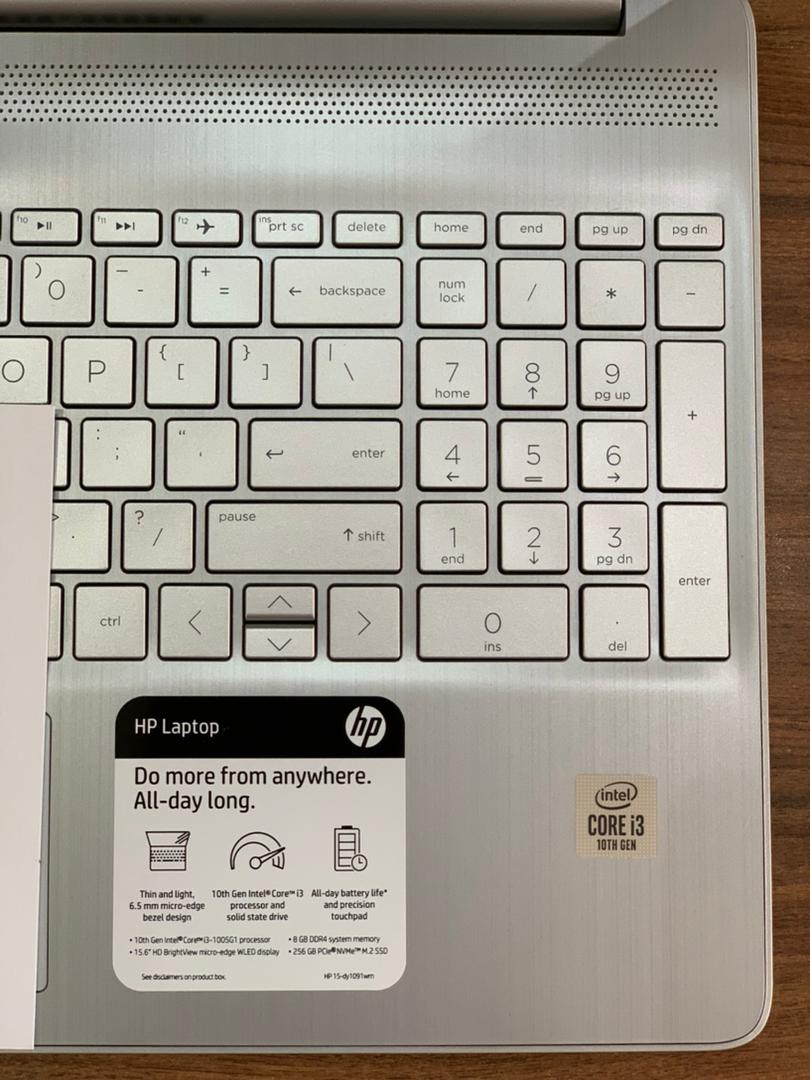 f10 f11 f12 ins prt sc delete home end pg up pg dn
) 0 _ - + = ← backspace num lock / * -
O P { [ } ] | \ 7 home 8 ↑ 9 pg up +
: ; " ' ← enter 4 ← 5 = 6 →
> . ? / pause ↑ shift 1 end 2 ↓ 3 pg dn enter
ctrl 0 ins . del
HP Laptop hp
Do more from anywhere.
All-day long.
Thin and light,
6.5 mm micro-edge
bezel design
10th Gen Intel® Core™ i3
processor and
solid state drive
All-day battery life*
and precision
touchpad
• 10th Gen Intel® Core™ i3-1005G1 processor
• 15.6" HD BrightView micro-edge WLED display
• 8 GB DDR4 system memory
• 256 GB PCIe® NVMe™ M.2 SSD
See disclaimers on product box.
HP 15-dy1091wm
intel
CORE i3
10TH GEN